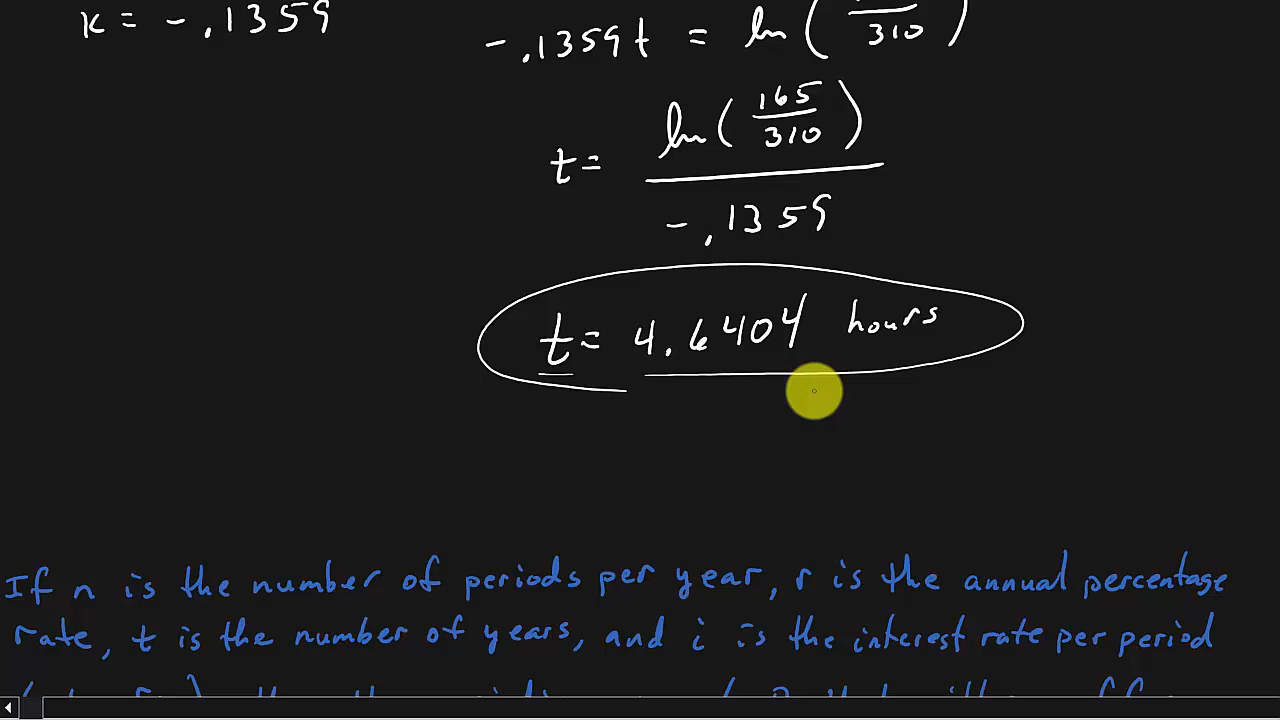 k = -.1359
-.1359t = ln( /310)
t = ln(165/310) / -.1359
t = 4.6404 hours
If n is the number of periods per year, r is the annual percentage
rate, t is the number of years, and i is the interest rate per period